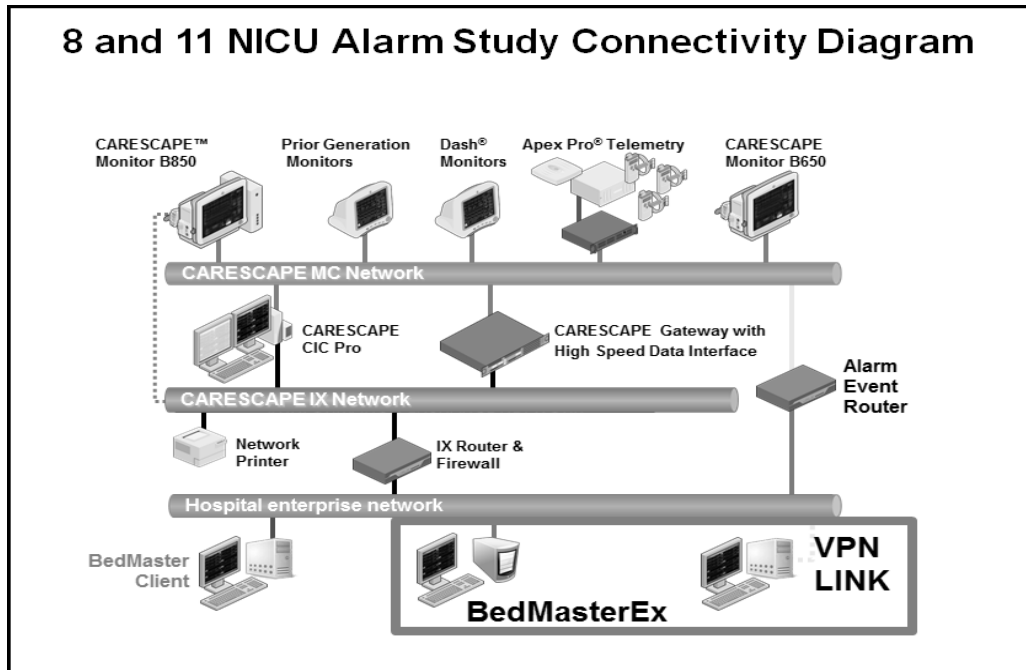 8 and 11 NICU Alarm Study Connectivity Diagram
CARESCAPE™
Monitor B850
Prior Generation
Monitors
Dash®
Monitors
Apex Pro® Telemetry
CARESCAPE
Monitor B650
CARESCAPE MC Network
CARESCAPE
CIC Pro
CARESCAPE Gateway with
High Speed Data Interface
Alarm
Event
Router
CARESCAPE IX Network
Network
Printer
IX Router &
Firewall
Hospital enterprise network
BedMaster
Client
BedMasterEx
VPN
LINK